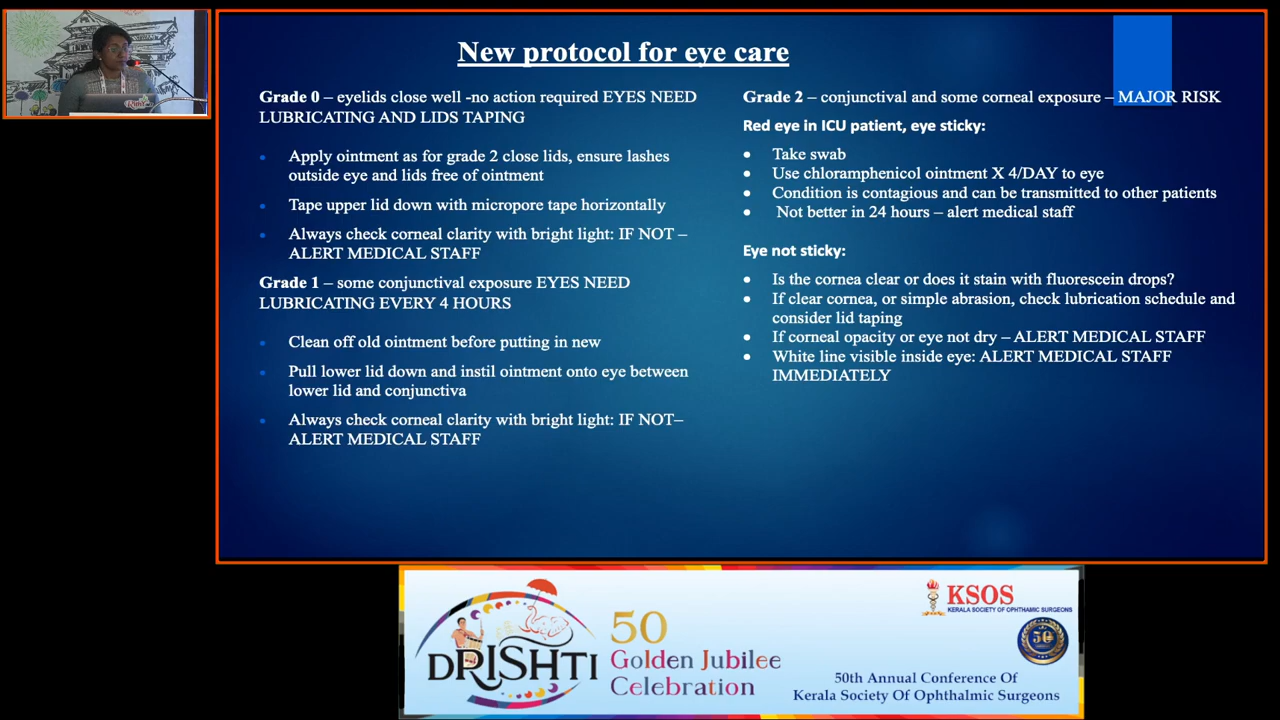 New protocol for eye care
Grade 0 – eyelids close well -no action required EYES NEED
LUBRICATING AND LIDS TAPING
Apply ointment as for grade 2 close lids, ensure lashes
outside eye and lids free of ointment
Tape upper lid down with micropore tape horizontally
Always check corneal clarity with bright light: IF NOT –
ALERT MEDICAL STAFF
Grade 1 – some conjunctival exposure EYES NEED
LUBRICATING EVERY 4 HOURS
Clean off old ointment before putting in new
Pull lower lid down and instil ointment onto eye between
lower lid and conjunctiva
Always check corneal clarity with bright light: IF NOT–
ALERT MEDICAL STAFF
Grade 2 – conjunctival and some corneal exposure – MAJOR RISK
Red eye in ICU patient, eye sticky:
Take swab
Use chloramphenicol ointment X 4/DAY to eye
Condition is contagious and can be transmitted to other patients
Not better in 24 hours – alert medical staff
Eye not sticky:
Is the cornea clear or does it stain with fluorescein drops?
If clear cornea, or simple abrasion, check lubrication schedule and
consider lid taping
If corneal opacity or eye not dry – ALERT MEDICAL STAFF
White line visible inside eye: ALERT MEDICAL STAFF
IMMEDIATELY
DRISHTI
50
Golden Jubilee
Celebration
KSOS
KERALA SOCIETY OF OPHTHAMIC SURGEONS
50
50th Annual Conference Of
Kerala Society Of Ophthalmic Surgeons